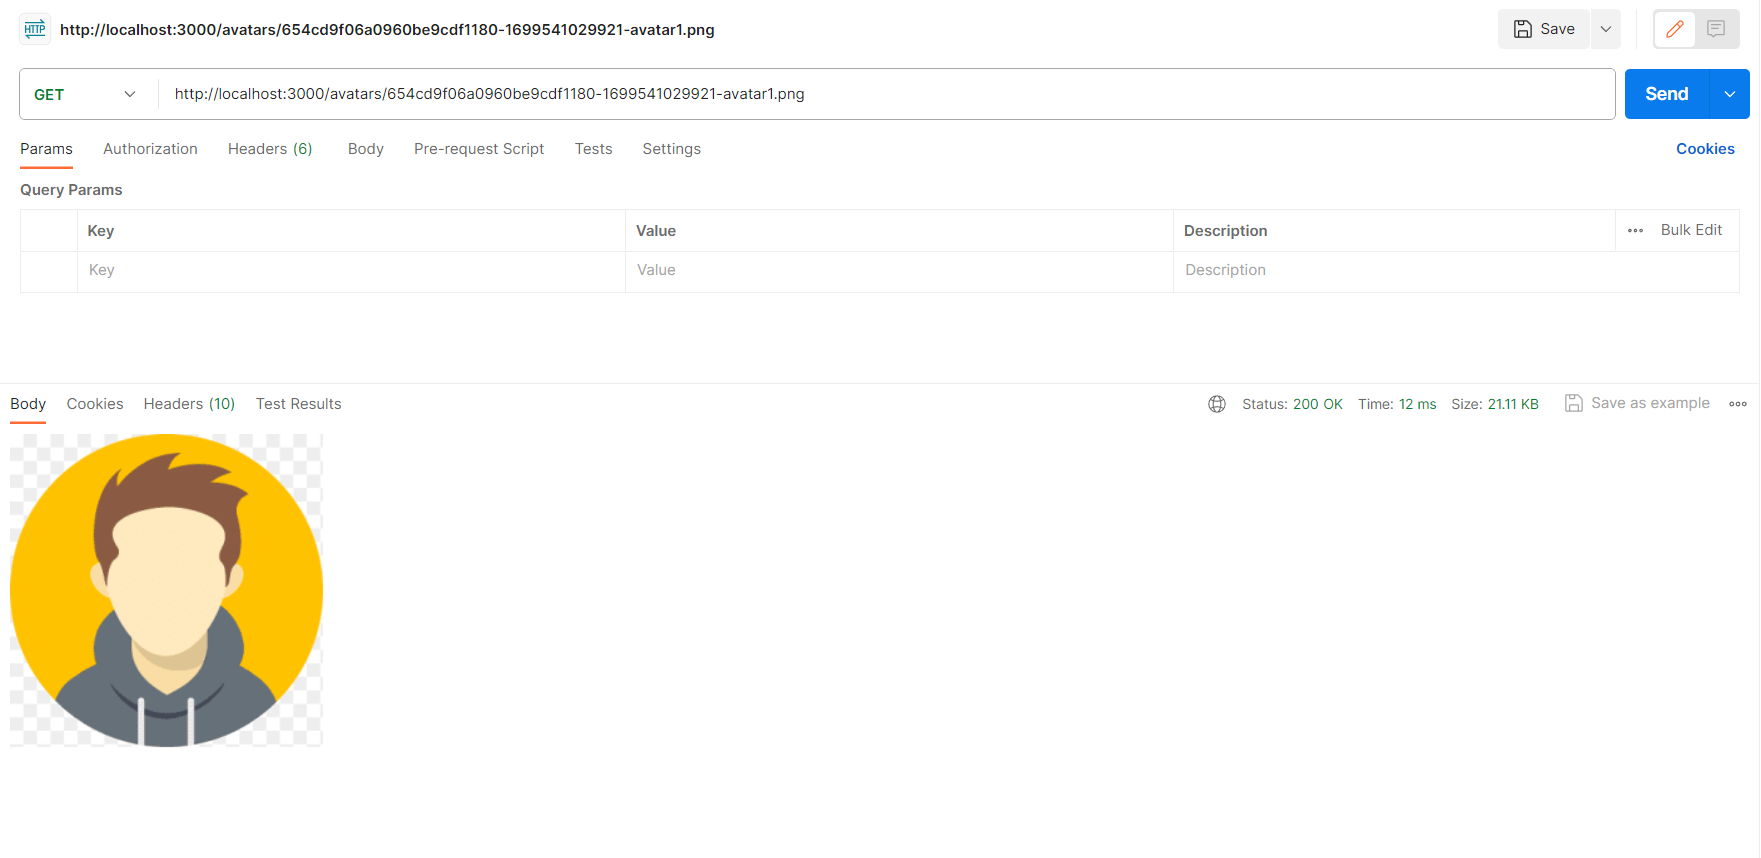 HTTP http://localhost:3000/avatars/654cd9f06a0960be9cdf1180-1699541029921-avatar1.png Save
GET http://localhost:3000/avatars/654cd9f06a0960be9cdf1180-1699541029921-avatar1.png Send
Params Authorization Headers (6) Body Pre-request Script Tests Settings Cookies
Query Params
Key Value Description Bulk Edit
Key Value Description
Body Cookies Headers (10) Test Results Status: 200 OK Time: 12 ms Size: 21.11 KB Save as example